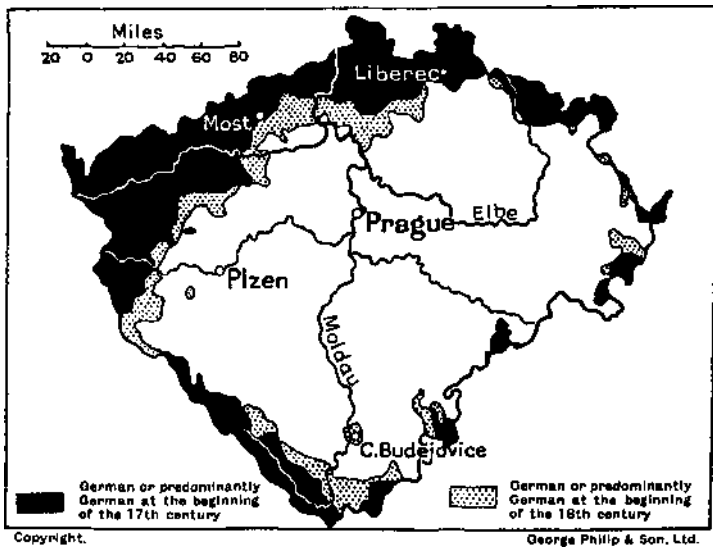 Miles
20 0 20 40 60 80
Liberec
Most
Elbe
Prague
Plzen
Moldau
C. Budejovice
German or predominantly
German at the beginning
of the 17th century
German or predominantly
German at the beginning
of the 18th century
Copyright.
George Philip & Son, Ltd.